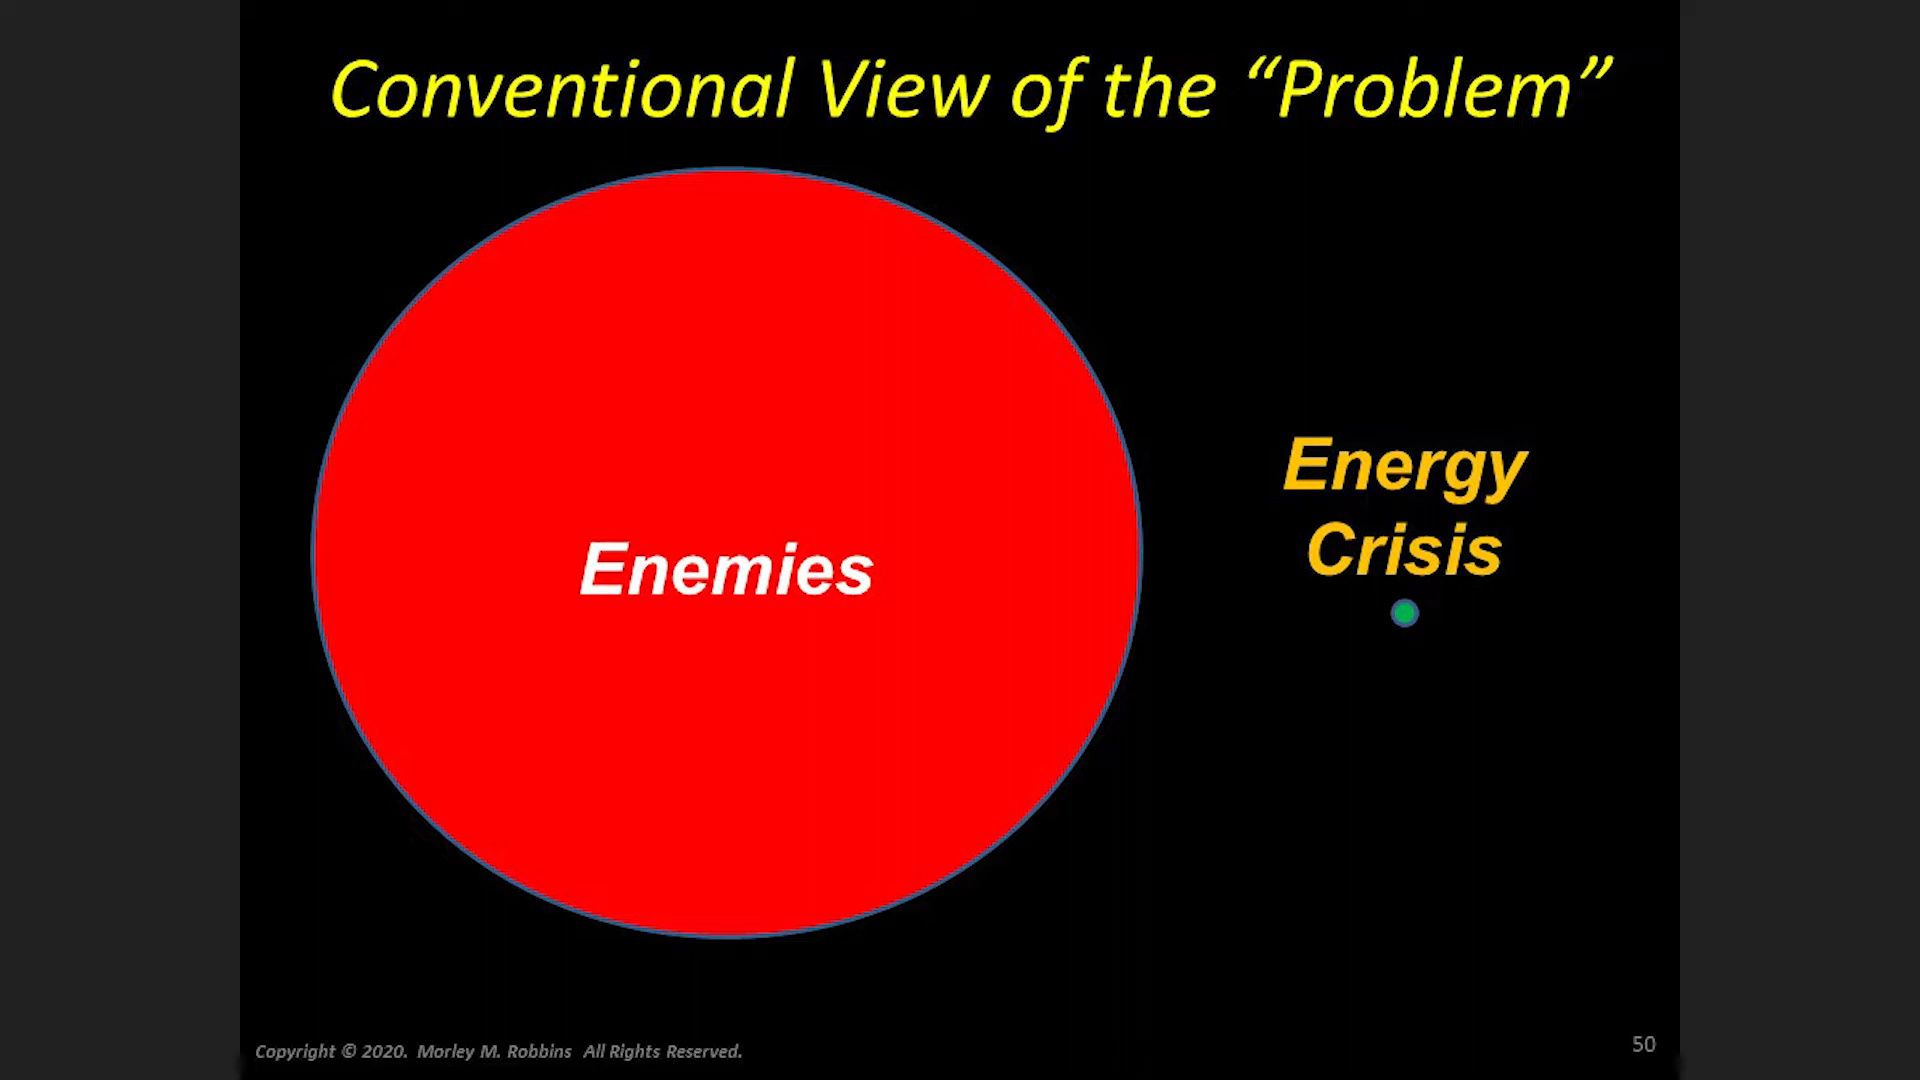 Conventional View of the “Problem”
Enemies
Energy
Crisis
Copyright © 2020. Morley M. Robbins All Rights Reserved.
50